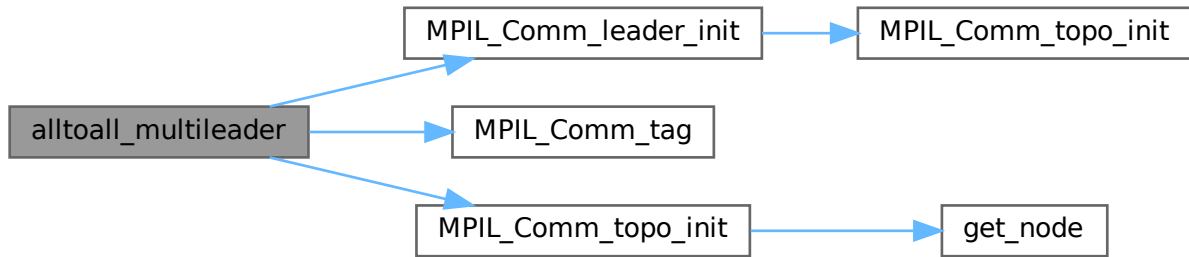 MPIL_Comm_leader_init
MPIL_Comm_topo_init
alltoall_multileader
MPIL_Comm_tag
MPIL_Comm_topo_init
get_node